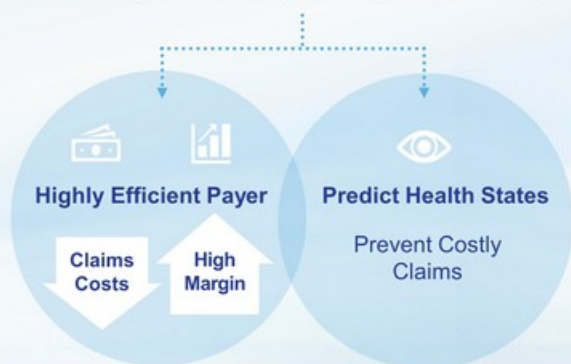 Highly Efficient Payer
Claims
Costs
High
Margin
Predict Health States
Prevent Costly
Claims